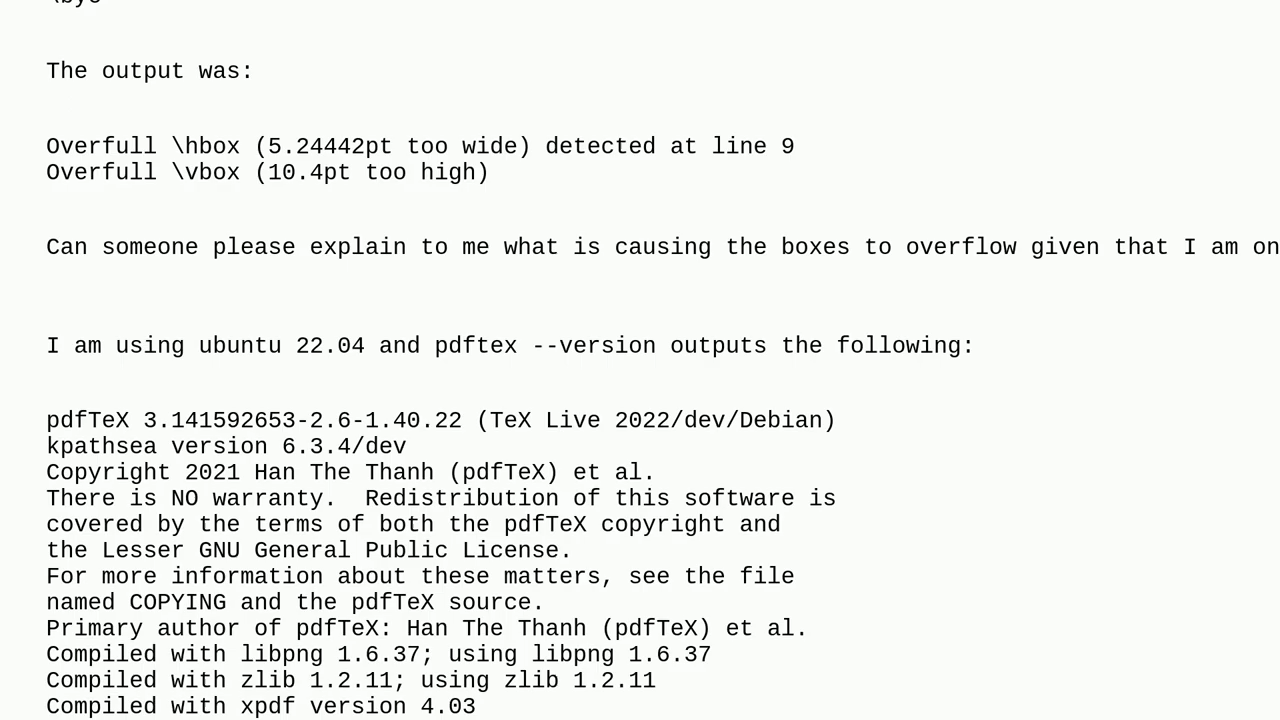 \bye
The output was:
Overfull \hbox (5.24442pt too wide) detected at line 9
Overfull \vbox (10.4pt too high)
Can someone please explain to me what is causing the boxes to overflow given that I am on
I am using ubuntu 22.04 and pdftex --version outputs the following:
pdfTeX 3.141592653-2.6-1.40.22 (TeX Live 2022/dev/Debian)
kpathsea version 6.3.4/dev
Copyright 2021 Han The Thanh (pdfTeX) et al.
There is NO warranty.  Redistribution of this software is
covered by the terms of both the pdfTeX copyright and
the Lesser GNU General Public License.
For more information about these matters, see the file
named COPYING and the pdfTeX source.
Primary author of pdfTeX: Han The Thanh (pdfTeX) et al.
Compiled with libpng 1.6.37; using libpng 1.6.37
Compiled with zlib 1.2.11; using zlib 1.2.11
Compiled with xpdf version 4.03